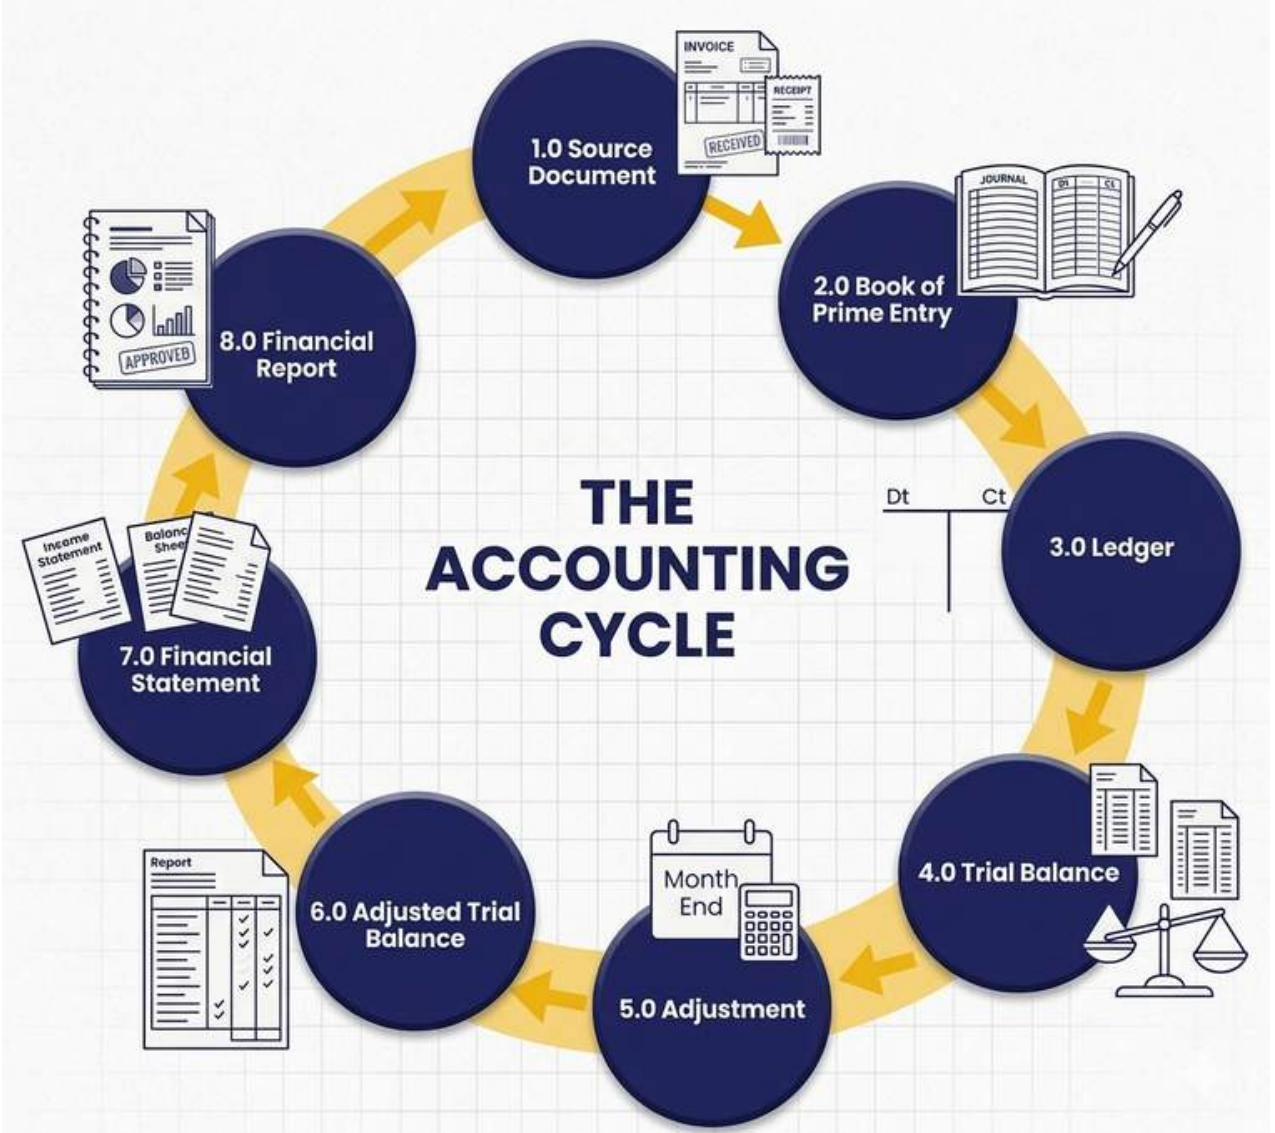 INVOICE
RECEIPT
RECEIVED
1.0 Source
Document
JOURNAL
Dt
Ct
2.0 Book of
Prime Entry
Dt
Ct
3.0 Ledger
4.0 Trial Balance
Month
End
5.0 Adjustment
Report
6.0 Adjusted Trial
Balance
Income
Statement
Balanc
Shee
7.0 Financial
Statement
APPROVED
8.0 Financial
Report
THE
ACCOUNTING
CYCLE